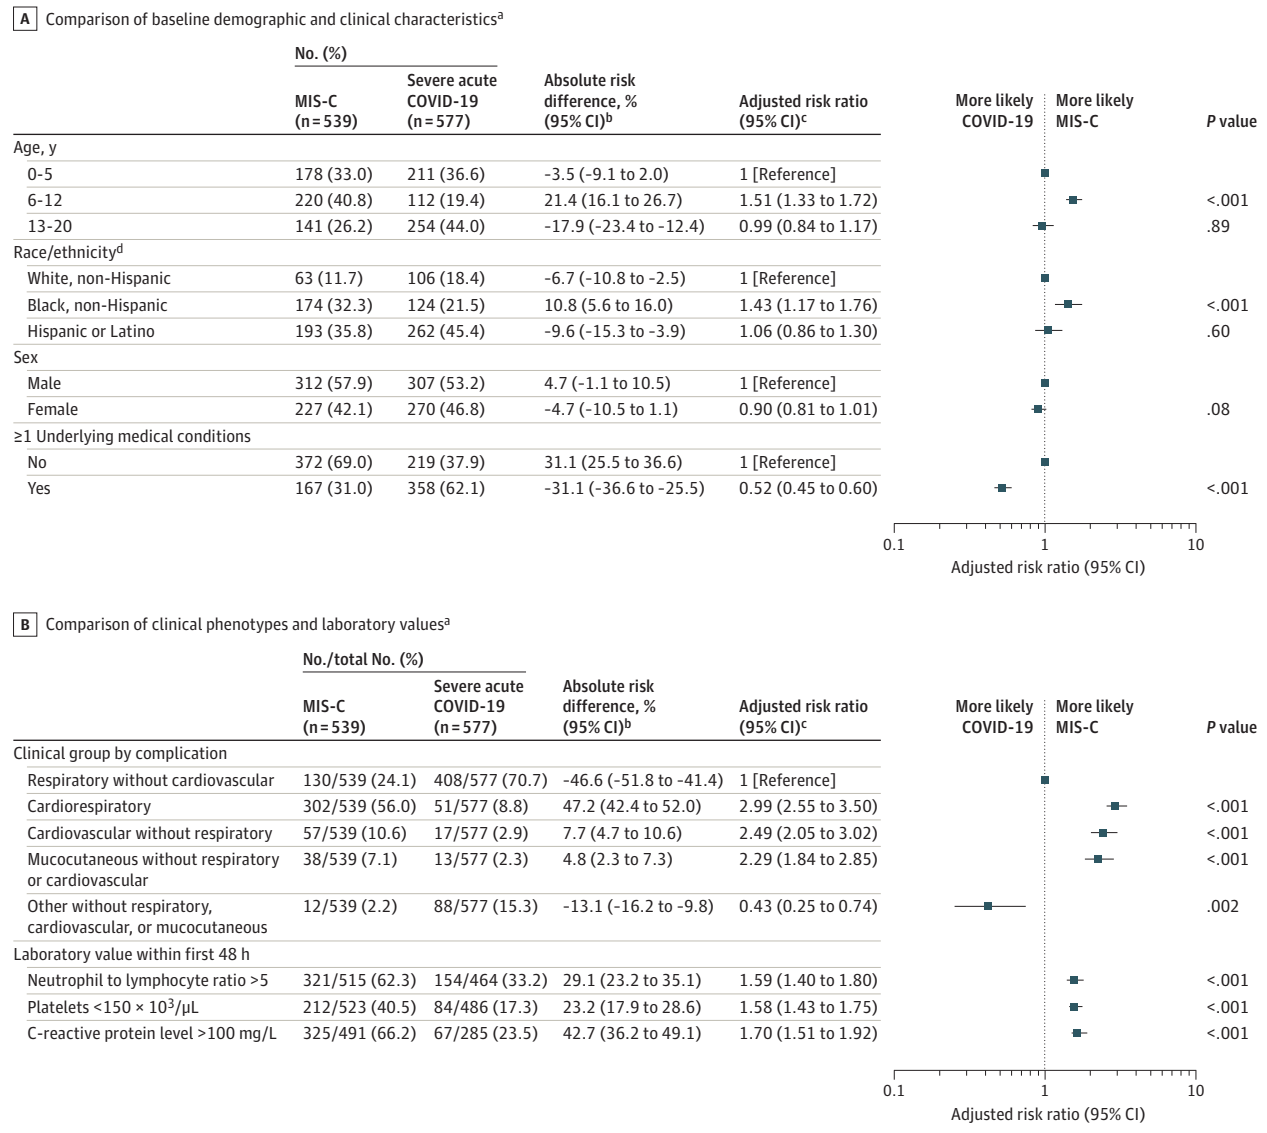 A Comparison of baseline demographic and clinical characteristicsᵃ
No. (%)
MIS-C (n = 539) Severe acute COVID-19 (n = 577) Absolute risk difference, % (95% CI)ᵇ Adjusted risk ratio (95% CI)ᶜ More likely COVID-19 More likely MIS-C P value
Age, y
0-5 178 (33.0) 211 (36.6) -3.5 (-9.1 to 2.0) 1 [Reference]
6-12 220 (40.8) 112 (19.4) 21.4 (16.1 to 26.7) 1.51 (1.33 to 1.72) <.001
13-20 141 (26.2) 254 (44.0) -17.9 (-23.4 to -12.4) 0.99 (0.84 to 1.17) .89
Race/ethnicityᵈ
White, non-Hispanic 63 (11.7) 106 (18.4) -6.7 (-10.8 to -2.5) 1 [Reference]
Black, non-Hispanic 174 (32.3) 124 (21.5) 10.8 (5.6 to 16.0) 1.43 (1.17 to 1.76) <.001
Hispanic or Latino 193 (35.8) 262 (45.4) -9.6 (-15.3 to -3.9) 1.06 (0.86 to 1.30) .60
Sex
Male 312 (57.9) 307 (53.2) 4.7 (-1.1 to 10.5) 1 [Reference]
Female 227 (42.1) 270 (46.8) -4.7 (-10.5 to 1.1) 0.90 (0.81 to 1.01) .08
≥1 Underlying medical conditions
No 372 (69.0) 219 (37.9) 31.1 (25.5 to 36.6) 1 [Reference]
Yes 167 (31.0) 358 (62.1) -31.1 (-36.6 to -25.5) 0.52 (0.45 to 0.60) <.001
0.1 1 10
Adjusted risk ratio (95% CI)
B Comparison of clinical phenotypes and laboratory valuesᵃ
No./total No. (%)
MIS-C (n = 539) Severe acute COVID-19 (n = 577) Absolute risk difference, % (95% CI)ᵇ Adjusted risk ratio (95% CI)ᶜ More likely COVID-19 More likely MIS-C P value
Clinical group by complication
Respiratory without cardiovascular 130/539 (24.1) 408/577 (70.7) -46.6 (-51.8 to -41.4) 1 [Reference]
Cardiorespiratory 302/539 (56.0) 51/577 (8.8) 47.2 (42.4 to 52.0) 2.99 (2.55 to 3.50) <.001
Cardiovascular without respiratory 57/539 (10.6) 17/577 (2.9) 7.7 (4.7 to 10.6) 2.49 (2.05 to 3.02) <.001
Mucocutaneous without respiratory 38/539 (7.1) 13/577 (2.3) 4.8 (2.3 to 7.3) 2.29 (1.84 to 2.85) <.001
or cardiovascular
Other without respiratory, 12/539 (2.2) 88/577 (15.3) -13.1 (-16.2 to -9.8) 0.43 (0.25 to 0.74) .002
cardiovascular, or mucocutaneous
Laboratory value within first 48 h
Neutrophil to lymphocyte ratio >5 321/515 (62.3) 154/464 (33.2) 29.1 (23.2 to 35.1) 1.59 (1.40 to 1.80) <.001
Platelets <150 × 10³/μL 212/523 (40.5) 84/486 (17.3) 23.2 (17.9 to 28.6) 1.58 (1.43 to 1.75) <.001
C-reactive protein level >100 mg/L 325/491 (66.2) 67/285 (23.5) 42.7 (36.2 to 49.1) 1.70 (1.51 to 1.92) <.001
0.1 1 10
Adjusted risk ratio (95% CI)